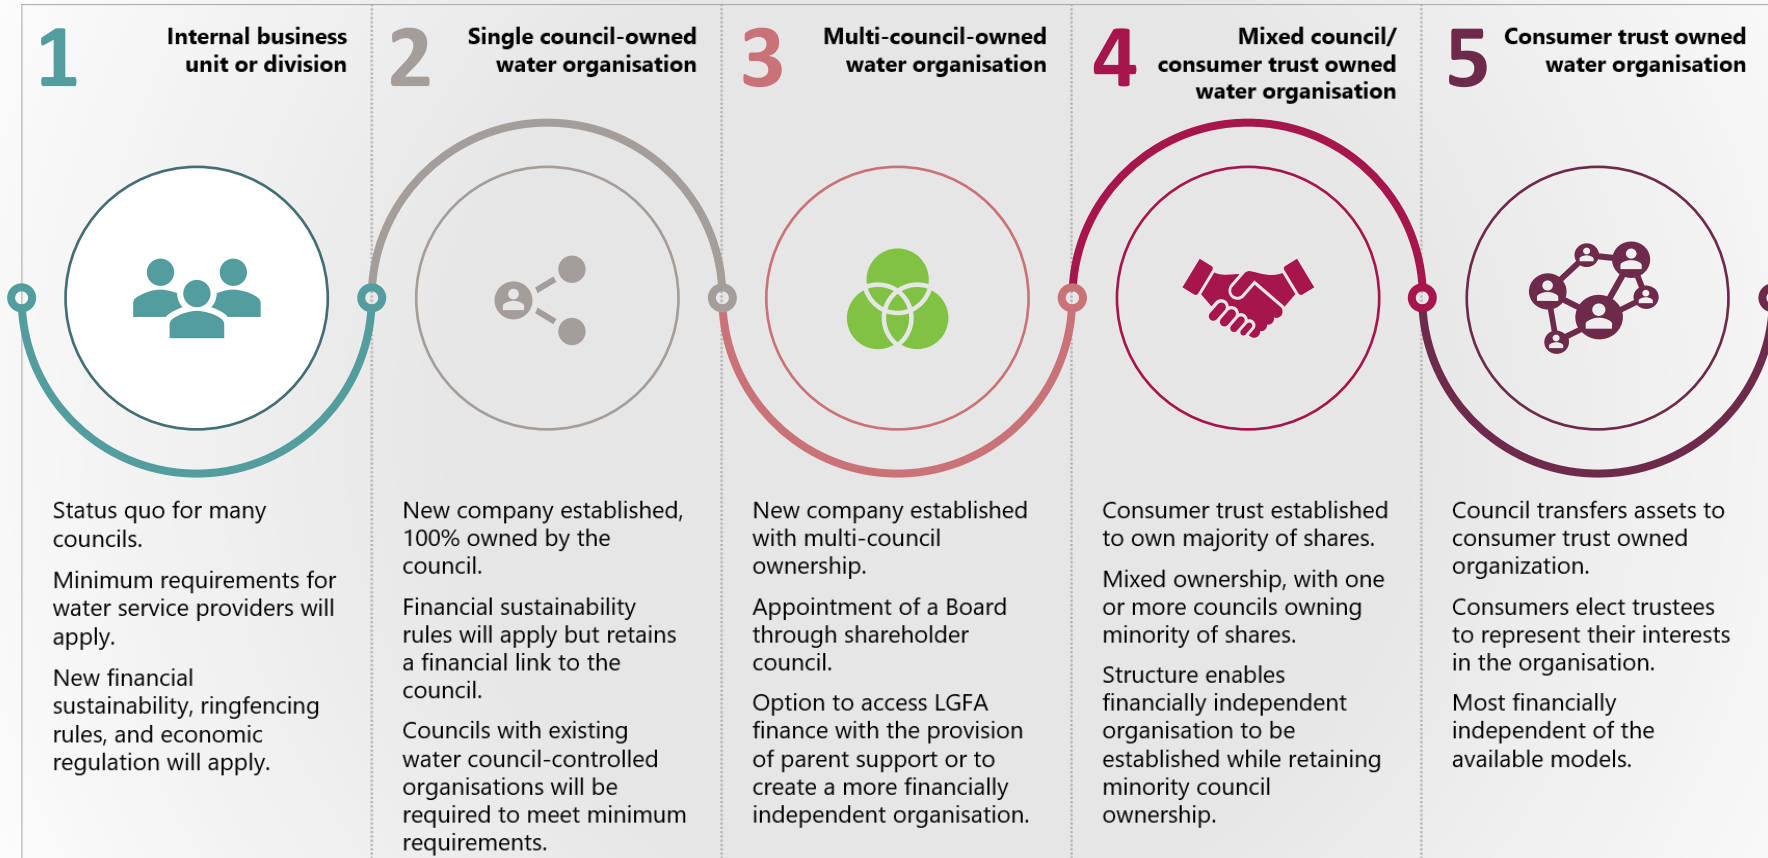 1
Internal business
unit or division
Status quo for many
councils.
Minimum requirements for
water service providers will
apply.
New financial
sustainability, ringfencing
rules, and economic
regulation will apply.
2
Single council-owned
water organisation
New company established,
100% owned by the
council.
Financial sustainability
rules will apply but retains
a financial link to the
council.
Councils with existing
water council-controlled
organisations will be
required to meet minimum
requirements.
3
Multi-council-owned
water organisation
New company established
with multi-council
ownership.
Appointment of a Board
through shareholder
council.
Option to access LGFA
finance with the provision
of parent support or to
create a more financially
independent organisation.
4
Mixed council/
consumer trust owned
water organisation
Consumer trust established
to own majority of shares.
Mixed ownership, with one
or more councils owning
minority of shares.
Structure enables
financially independent
organisation to be
established while retaining
minority council
ownership.
5
Consumer trust owned
water organisation
Council transfers assets to
consumer trust owned
organization.
Consumers elect trustees
to represent their interests
in the organisation.
Most financially
independent of the
available models.